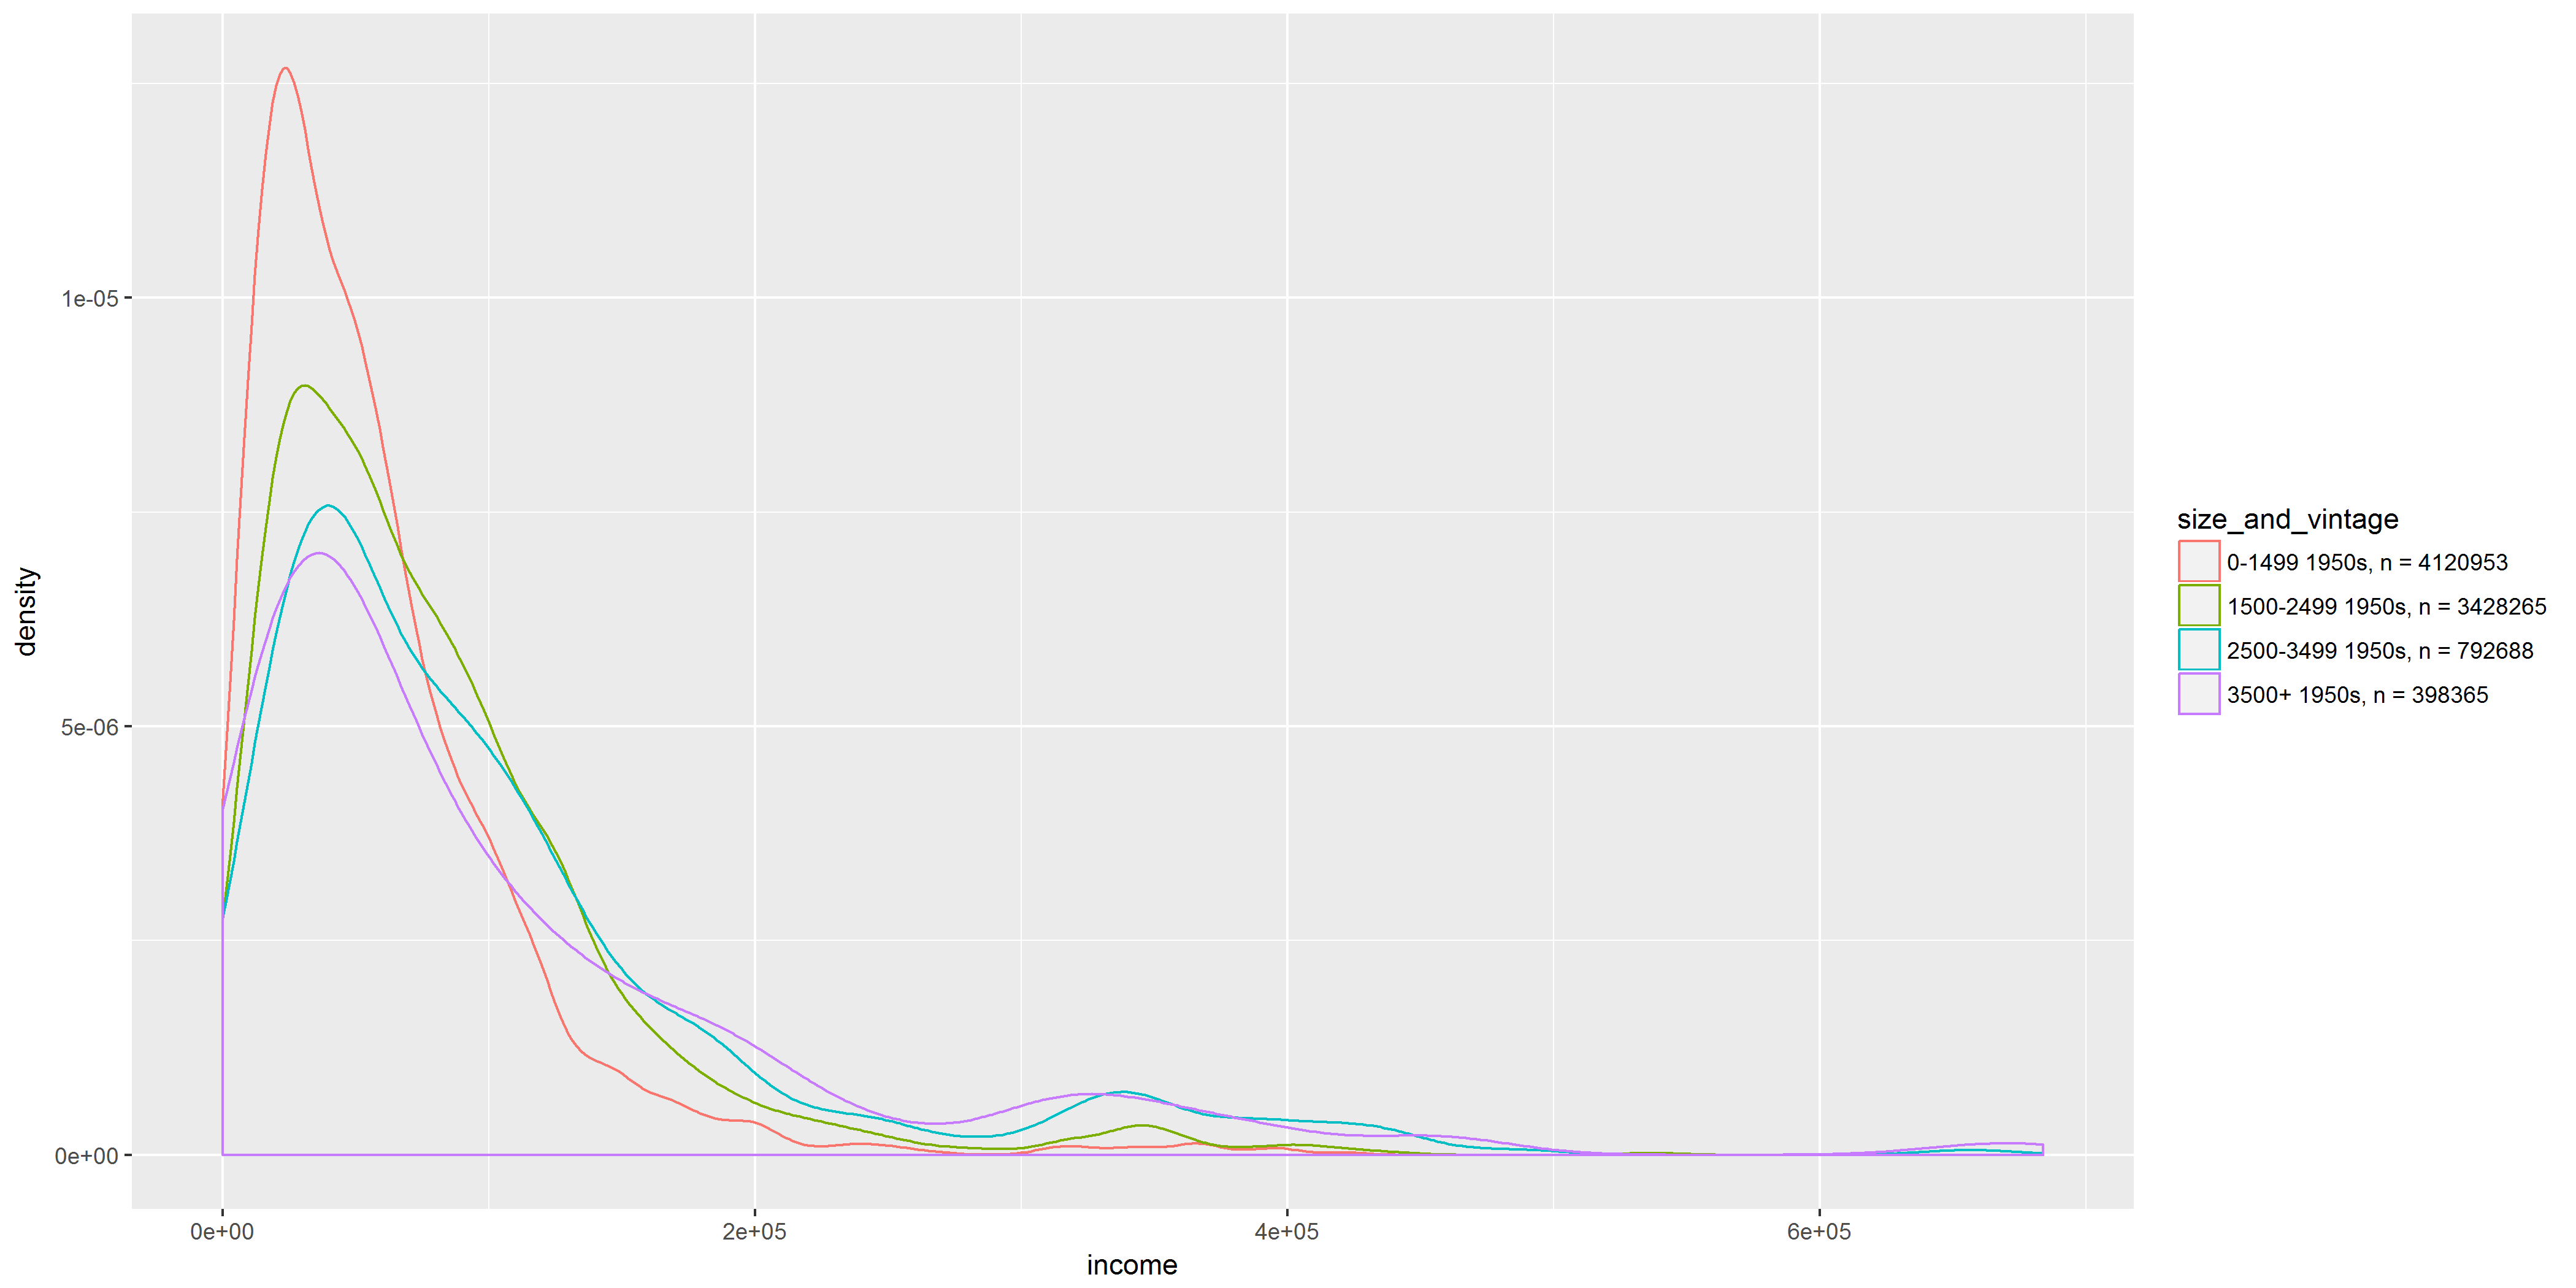 density
1e-05
5e-06
0e+00
0e+00 2e+05 4e+05 6e+05
income
size_and_vintage
0-1499 1950s, n = 4120953
1500-2499 1950s, n = 3428265
2500-3499 1950s, n = 792688
3500+ 1950s, n = 398365